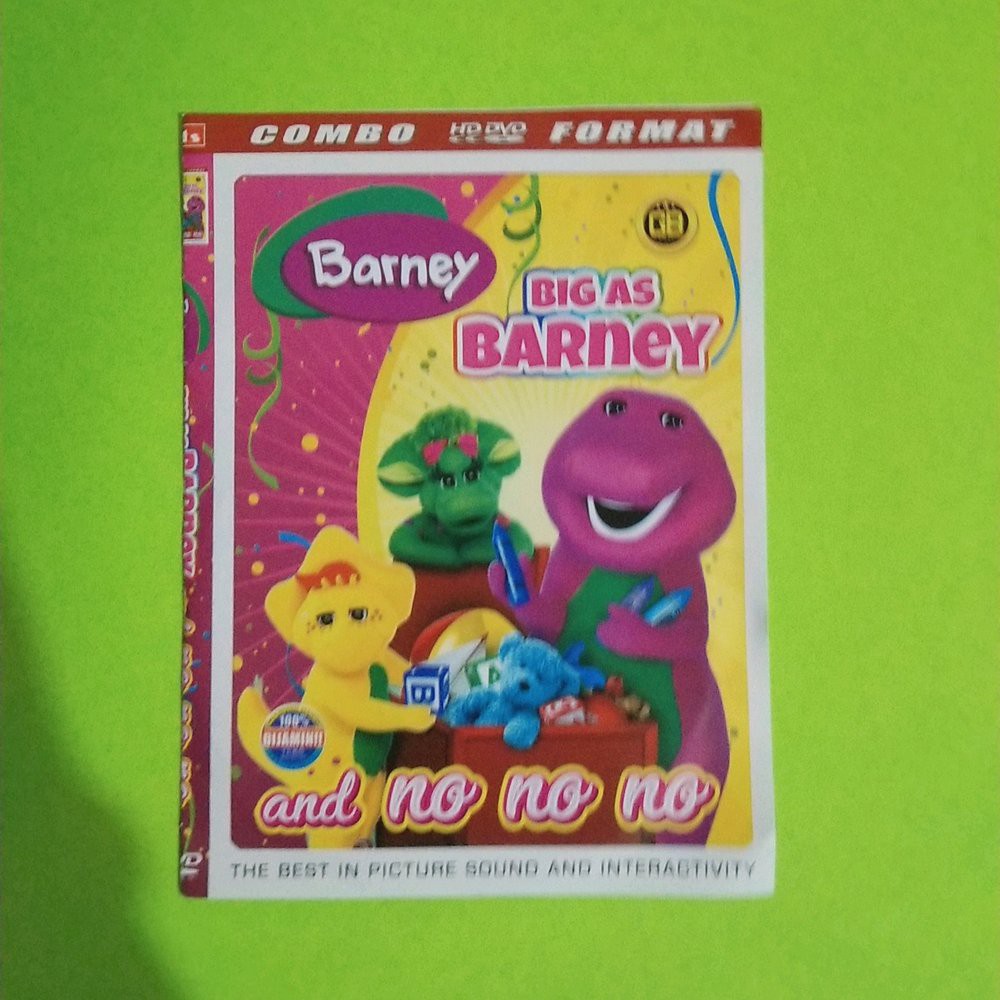 COMBO HD DVD FORMAT
Barney
BIG AS
BARNEY
B
100%
DIJAMIN!!
and no no no
THE BEST IN PICTURE SOUND AND INTERACTIVITY